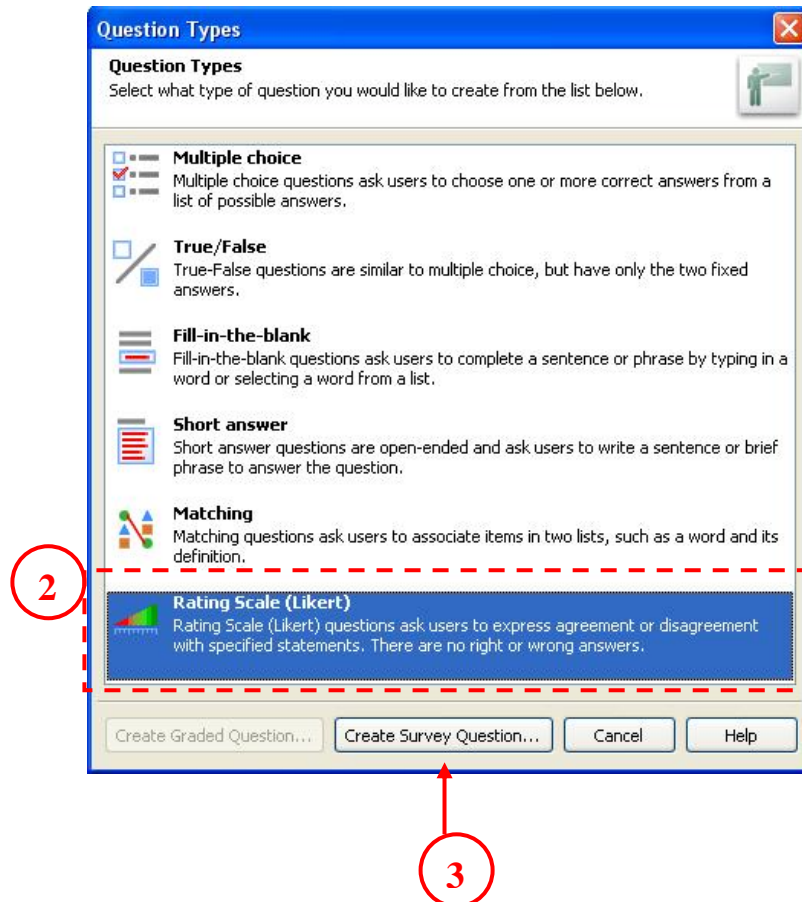 Question Types
Question Types
Select what type of question you would like to create from the list below.
Multiple choice
Multiple choice questions ask users to choose one or more correct answers from a
list of possible answers.
True/False
True-False questions are similar to multiple choice, but have only the two fixed
answers.
Fill-in-the-blank
Fill-in-the-blank questions ask users to complete a sentence or phrase by typing in a
word or selecting a word from a list.
Short answer
Short answer questions are open-ended and ask users to write a sentence or brief
phrase to answer the question.
Matching
Matching questions ask users to associate items in two lists, such as a word and its
definition.
2
Rating Scale (Likert)
Rating Scale (Likert) questions ask users to express agreement or disagreement
with specified statements. There are no right or wrong answers.
Create Graded Question... Create Survey Question... Cancel Help
3